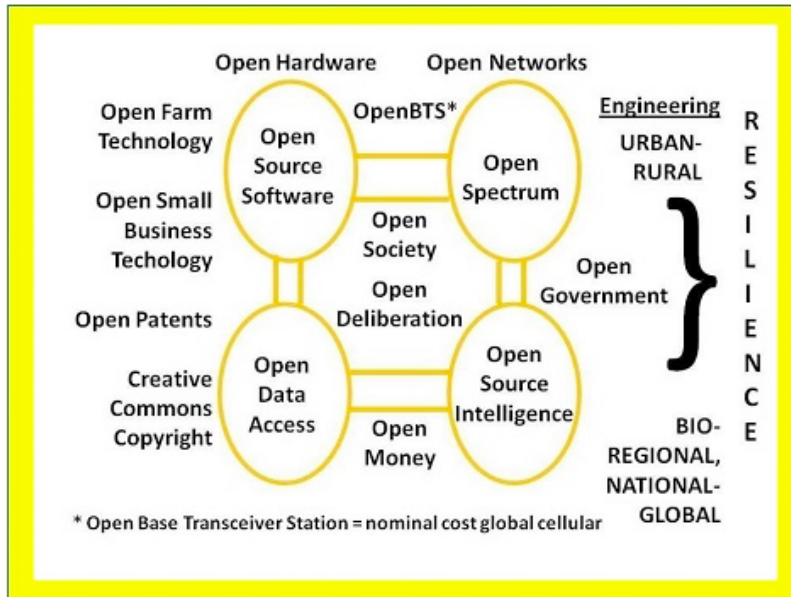 Open Hardware
Open Networks
Open Farm
Technology
OpenBTS*
Engineering
URBAN-
RURAL
Open
Source
Software
Open
Spectrum
Open Small
Business
Techology
Open
Society
Open
Government
Open
Deliberation
Open Patents
Open
Data
Access
Open
Source
Intelligence
Creative
Commons
Copyright
Open
Money
BIO-
REGIONAL,
NATIONAL-
GLOBAL
R
E
S
I
L
I
E
N
C
E
* Open Base Transceiver Station = nominal cost global cellular